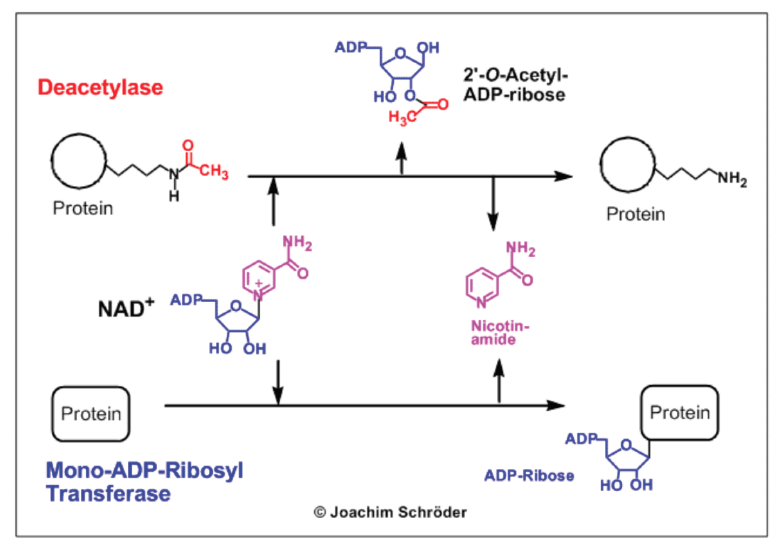 ADP
O
OH
HO
O
O
H₃C
2'-O-Acetyl-
ADP-ribose
Deacetylase
O
N
H
CH₃
Protein
NH₂
Protein
NH₂
O
N
+
ADP
O
HO
OH
NAD⁺
NH₂
O
N
Nicotin-
amide
Protein
Mono-ADP-Ribosyl
Transferase
Protein
ADP
O
HO
OH
ADP-Ribose
© Joachim Schröder